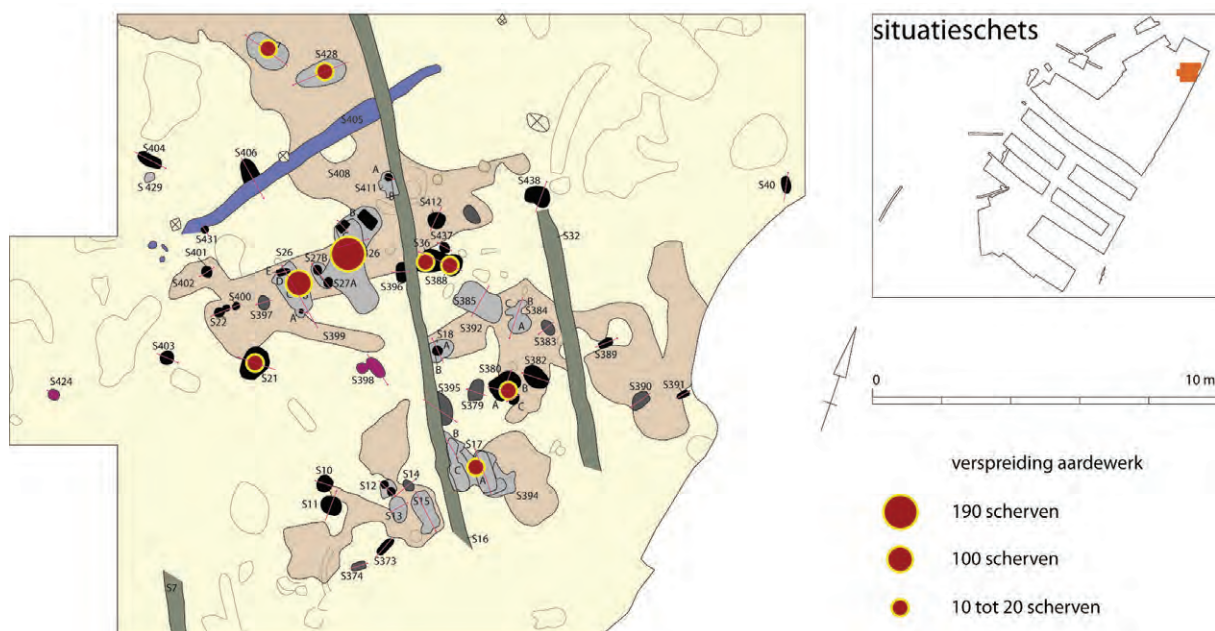 situatieschets
S428
S405
S404
S429
S406
S408
A
S411
B
S438
S40
S412
S431
B
S437
S36
S32
S401
S26
S27B
S402
E
D
S388
S396
S27A
S400
S397
S22
A
S399
S385
B
C
S384
S392
A
S383
S18
A
B
S403
S21
S398
S389
S424
S380
S382
S395
B
S379
A
C
S390
S391
B
S17
C
A
S394
S10
S12
S14
S11
S13
S15
S16
S373
S374
S7
0
10 m
verspreiding aardewerk
190 scherven
100 scherven
10 tot 20 scherven